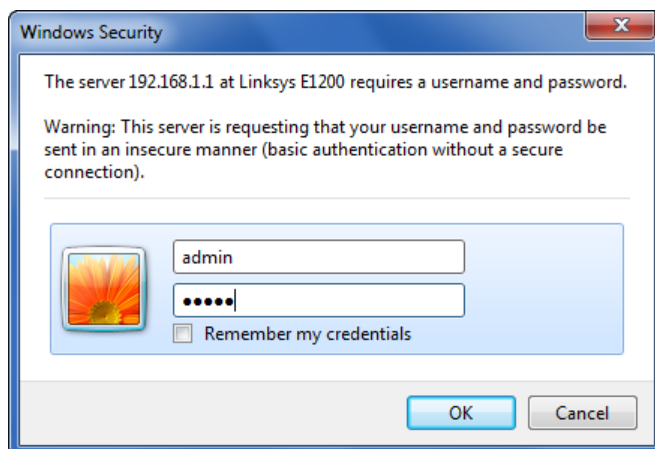 Windows Security
The server 192.168.1.1 at Linksys E1200 requires a username and password.
Warning: This server is requesting that your username and password be
sent in an insecure manner (basic authentication without a secure
connection).
admin
●●●●●
Remember my credentials
OK Cancel